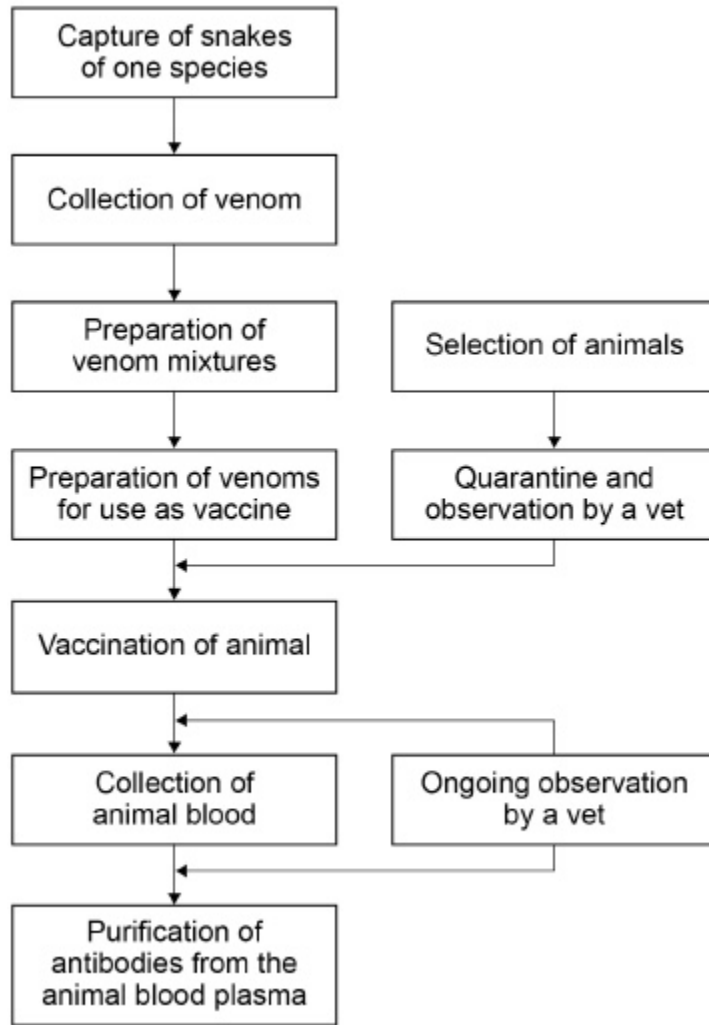 Capture of snakes
of one species
Collection of venom
Preparation of
venom mixtures
Selection of animals
Preparation of venoms
for use as vaccine
Quarantine and
observation by a vet
Vaccination of animal
Collection of
animal blood
Ongoing observation
by a vet
Purification of
antibodies from the
animal blood plasma